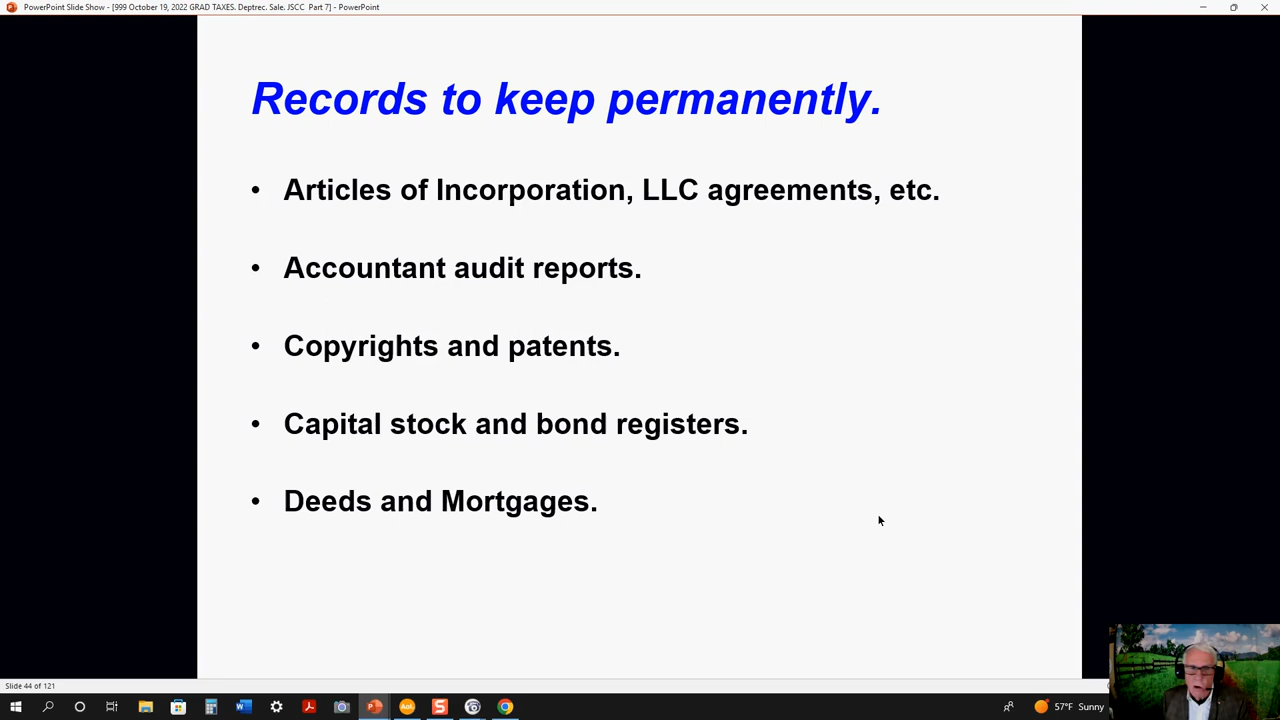 PowerPoint Slide Show - [999 October 19, 2022 GRAD TAXES. Deptrec. Sale. JSCC  Part 7] - PowerPoint
Records to keep permanently.
• Articles of Incorporation, LLC agreements, etc.
• Accountant audit reports.
• Copyrights and patents.
• Capital stock and bond registers.
• Deeds and Mortgages.
Slide 44 of 121
Aol.
57°F Sunny